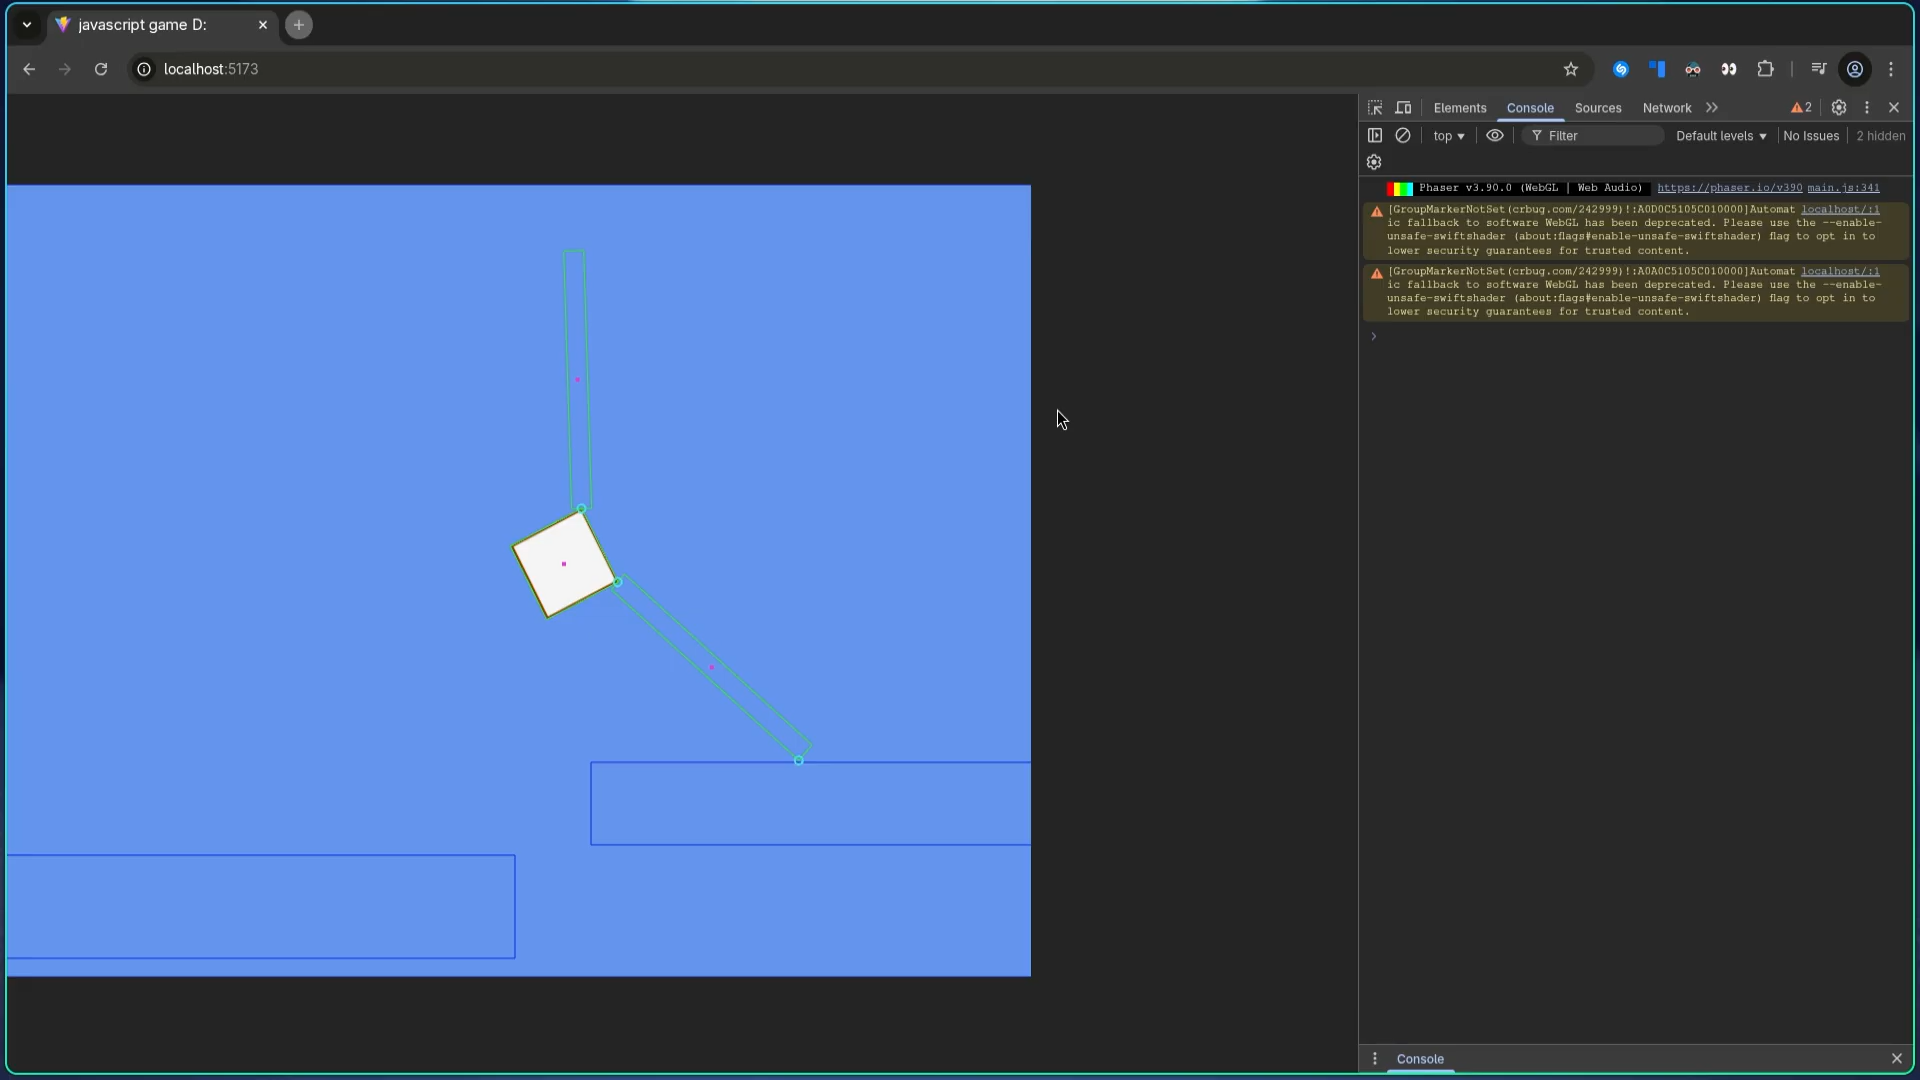 javascript game D:
localhost:5173
Elements Console Sources Network 2
top Filter Default levels No Issues 2 hidden
Phaser v3.90.0 (WebGL | Web Audio) https://phaser.io/v390 main.js:341
[GroupMarkerNotSet(crbug.com/242999)!:A0D0C5105C010000]Automat localhost/:1
ic fallback to software WebGL has been deprecated. Please use the --enable-
unsafe-swiftshader (about:flags#enable-unsafe-swiftshader) flag to opt in to
lower security guarantees for trusted content.
[GroupMarkerNotSet(crbug.com/242999)!:A0A0C5105C010000]Automat localhost/:1
ic fallback to software WebGL has been deprecated. Please use the --enable-
unsafe-swiftshader (about:flags#enable-unsafe-swiftshader) flag to opt in to
lower security guarantees for trusted content.
Console